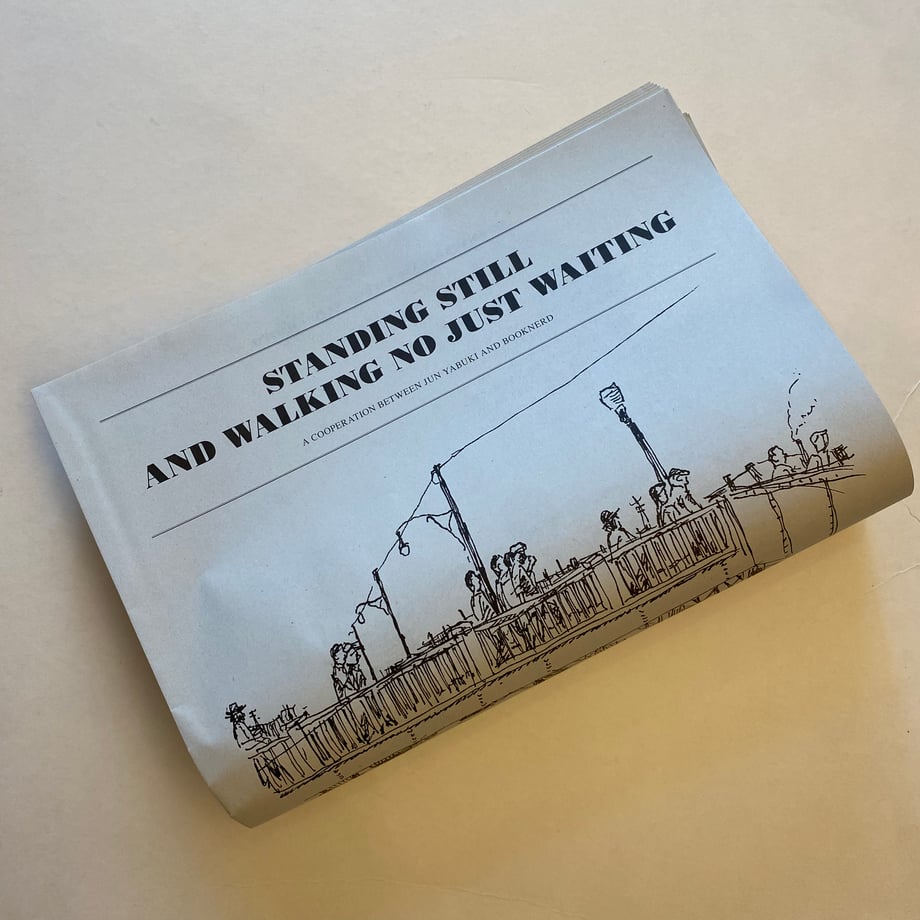 STANDING STILL
AND WALKING NO JUST WAITING
A COOPERATION BETWEEN JUN YABUKI AND BOOKNERD